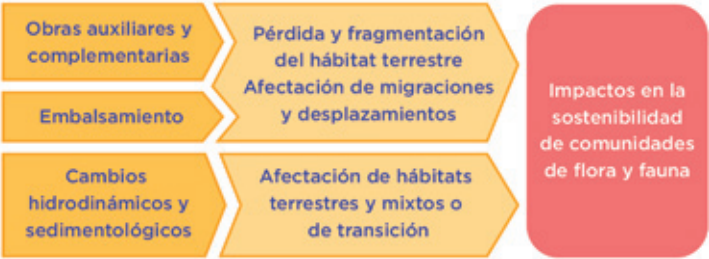 Obras auxiliares y
complementarias
Embalsamiento
Pérdida y fragmentación
del hábitat terrestre
Afectación de migraciones
y desplazamientos
Cambios
hidrodinámicos y
sedimentológicos
Afectación de hábitats
terrestres y mixtos o
de transición
Impactos en la
sostenibilidad
de comunidades
de flora y fauna